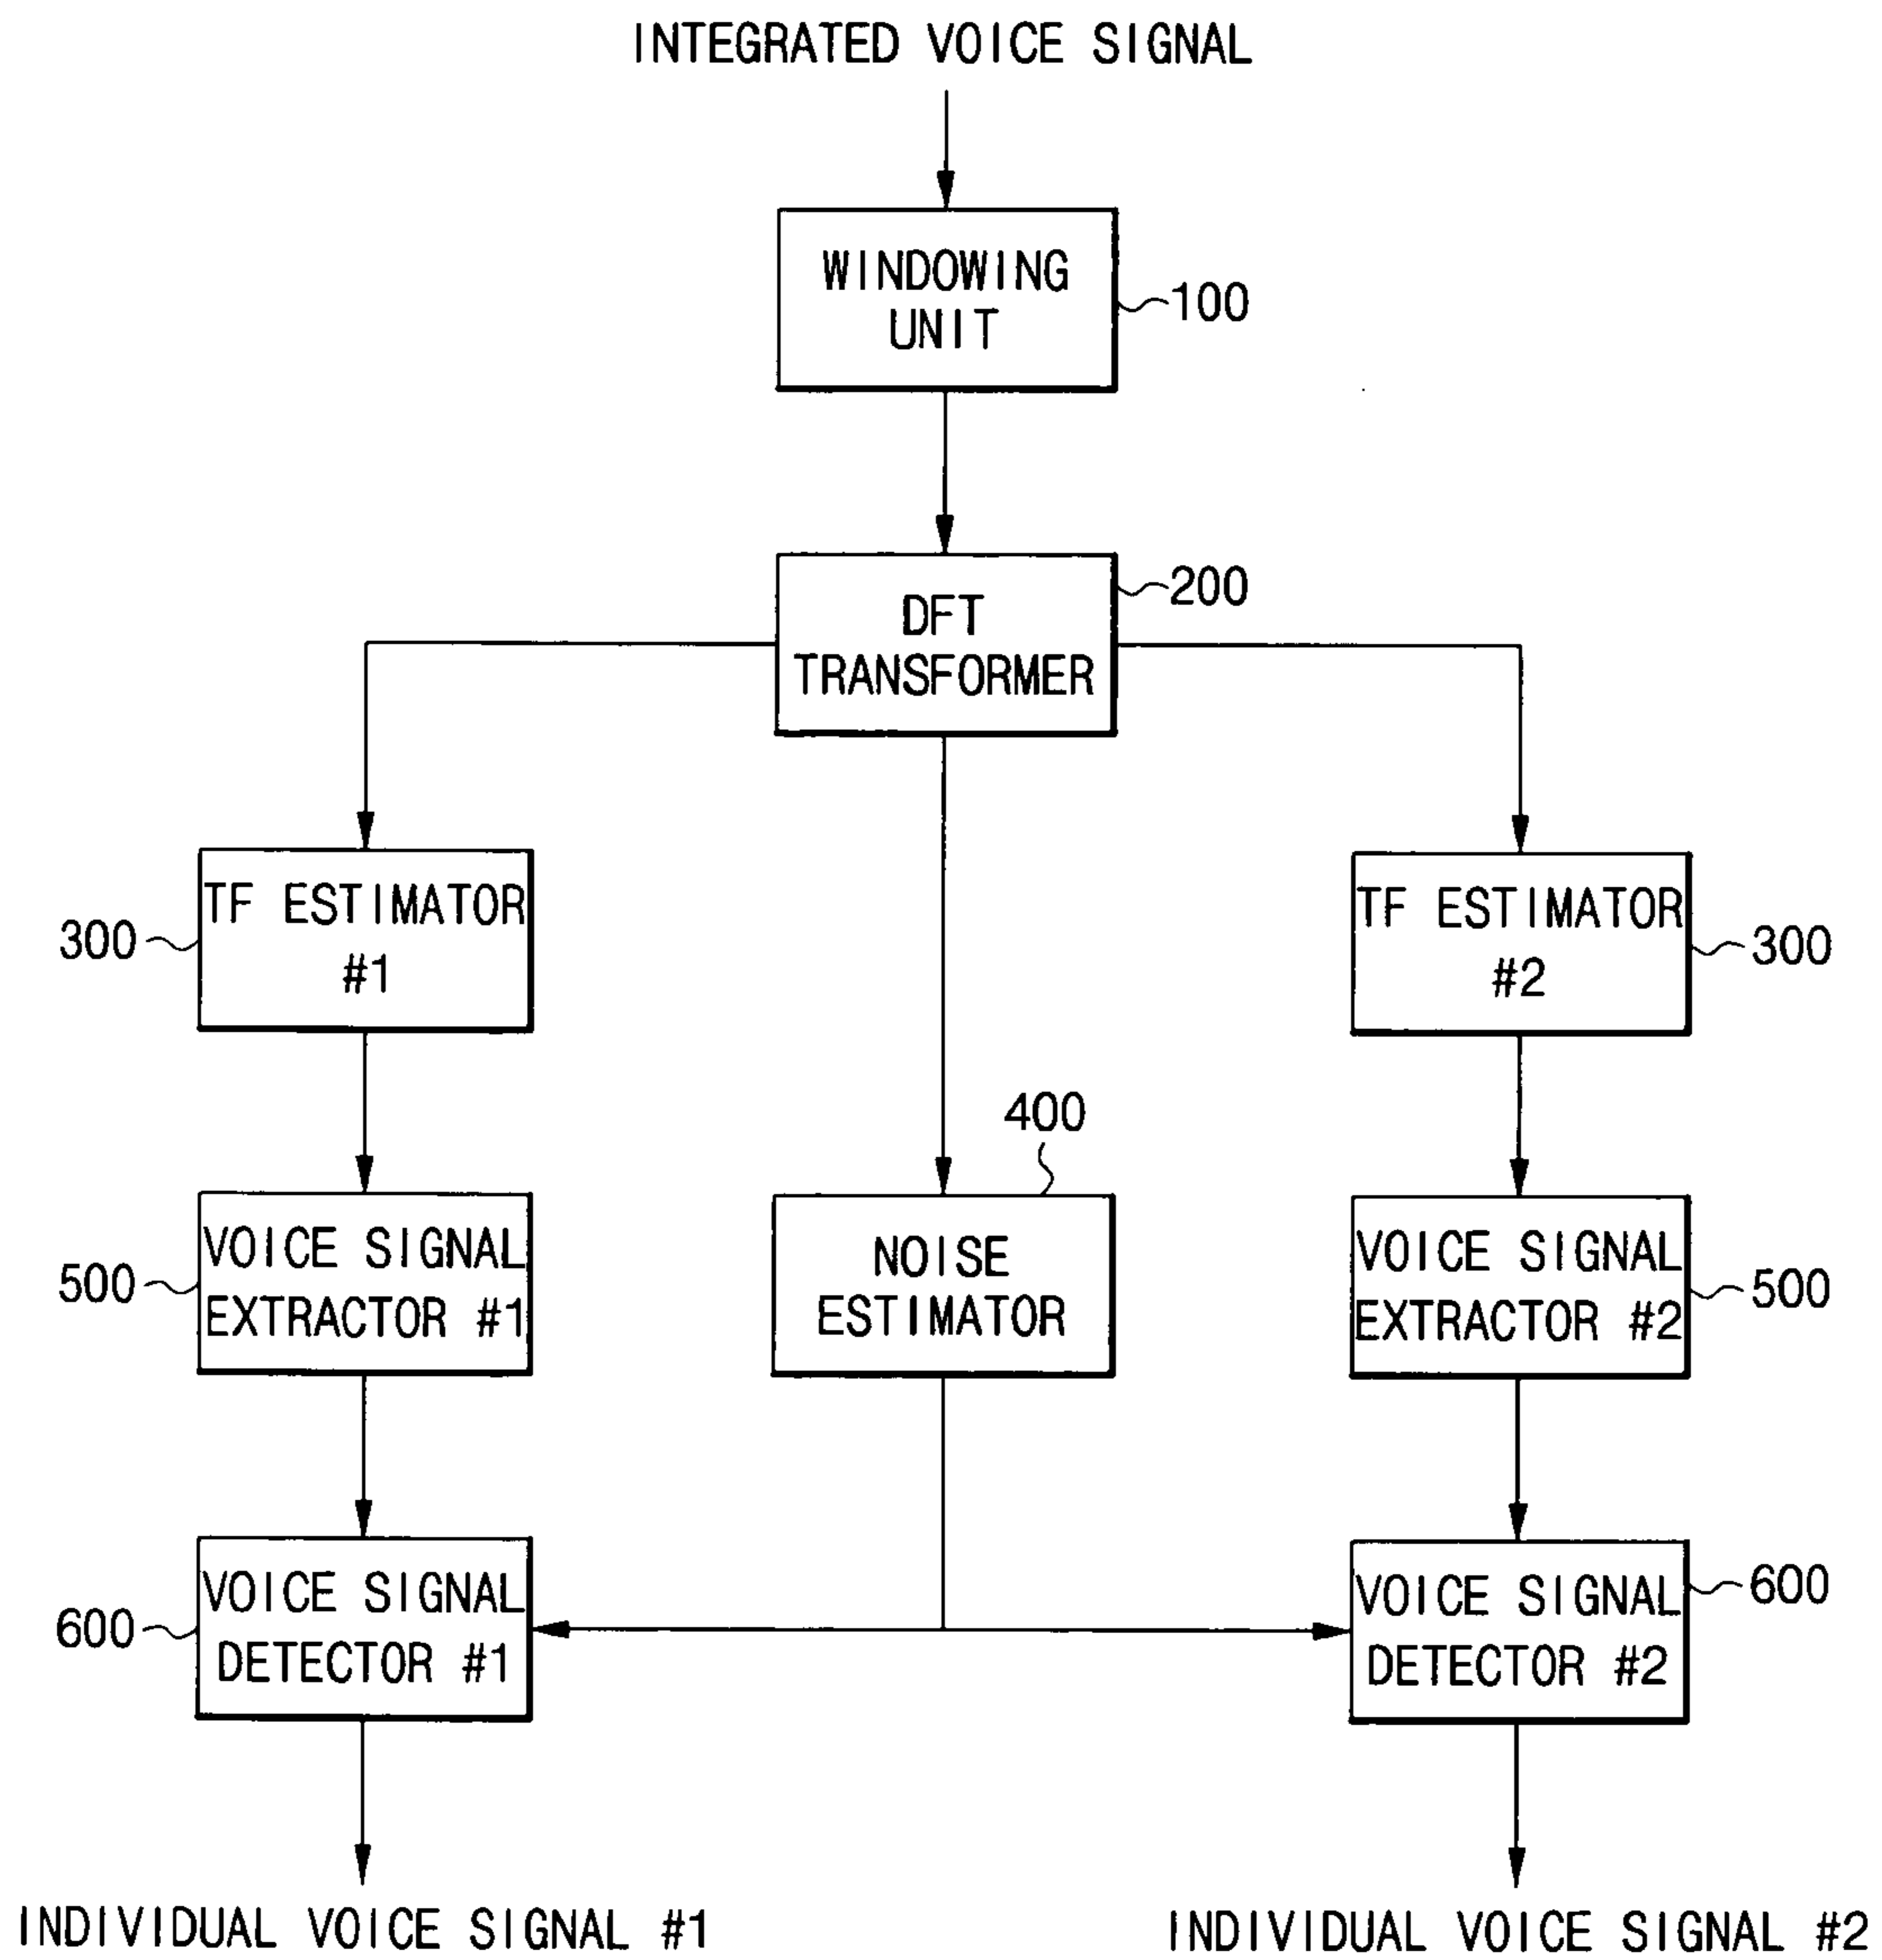 INTEGRATED VOICE SIGNAL
WINDOWING
UNIT
100
DFT
TRANSFORMER
200
TF ESTIMATOR
#1
300
TF ESTIMATOR
#2
300
400
VOICE SIGNAL
EXTRACTOR #1
500
NOISE
ESTIMATOR
VOICE SIGNAL
EXTRACTOR #2
500
VOICE SIGNAL
DETECTOR #1
600
VOICE SIGNAL
DETECTOR #2
600
INDIVIDUAL VOICE SIGNAL #1
INDIVIDUAL VOICE SIGNAL #2